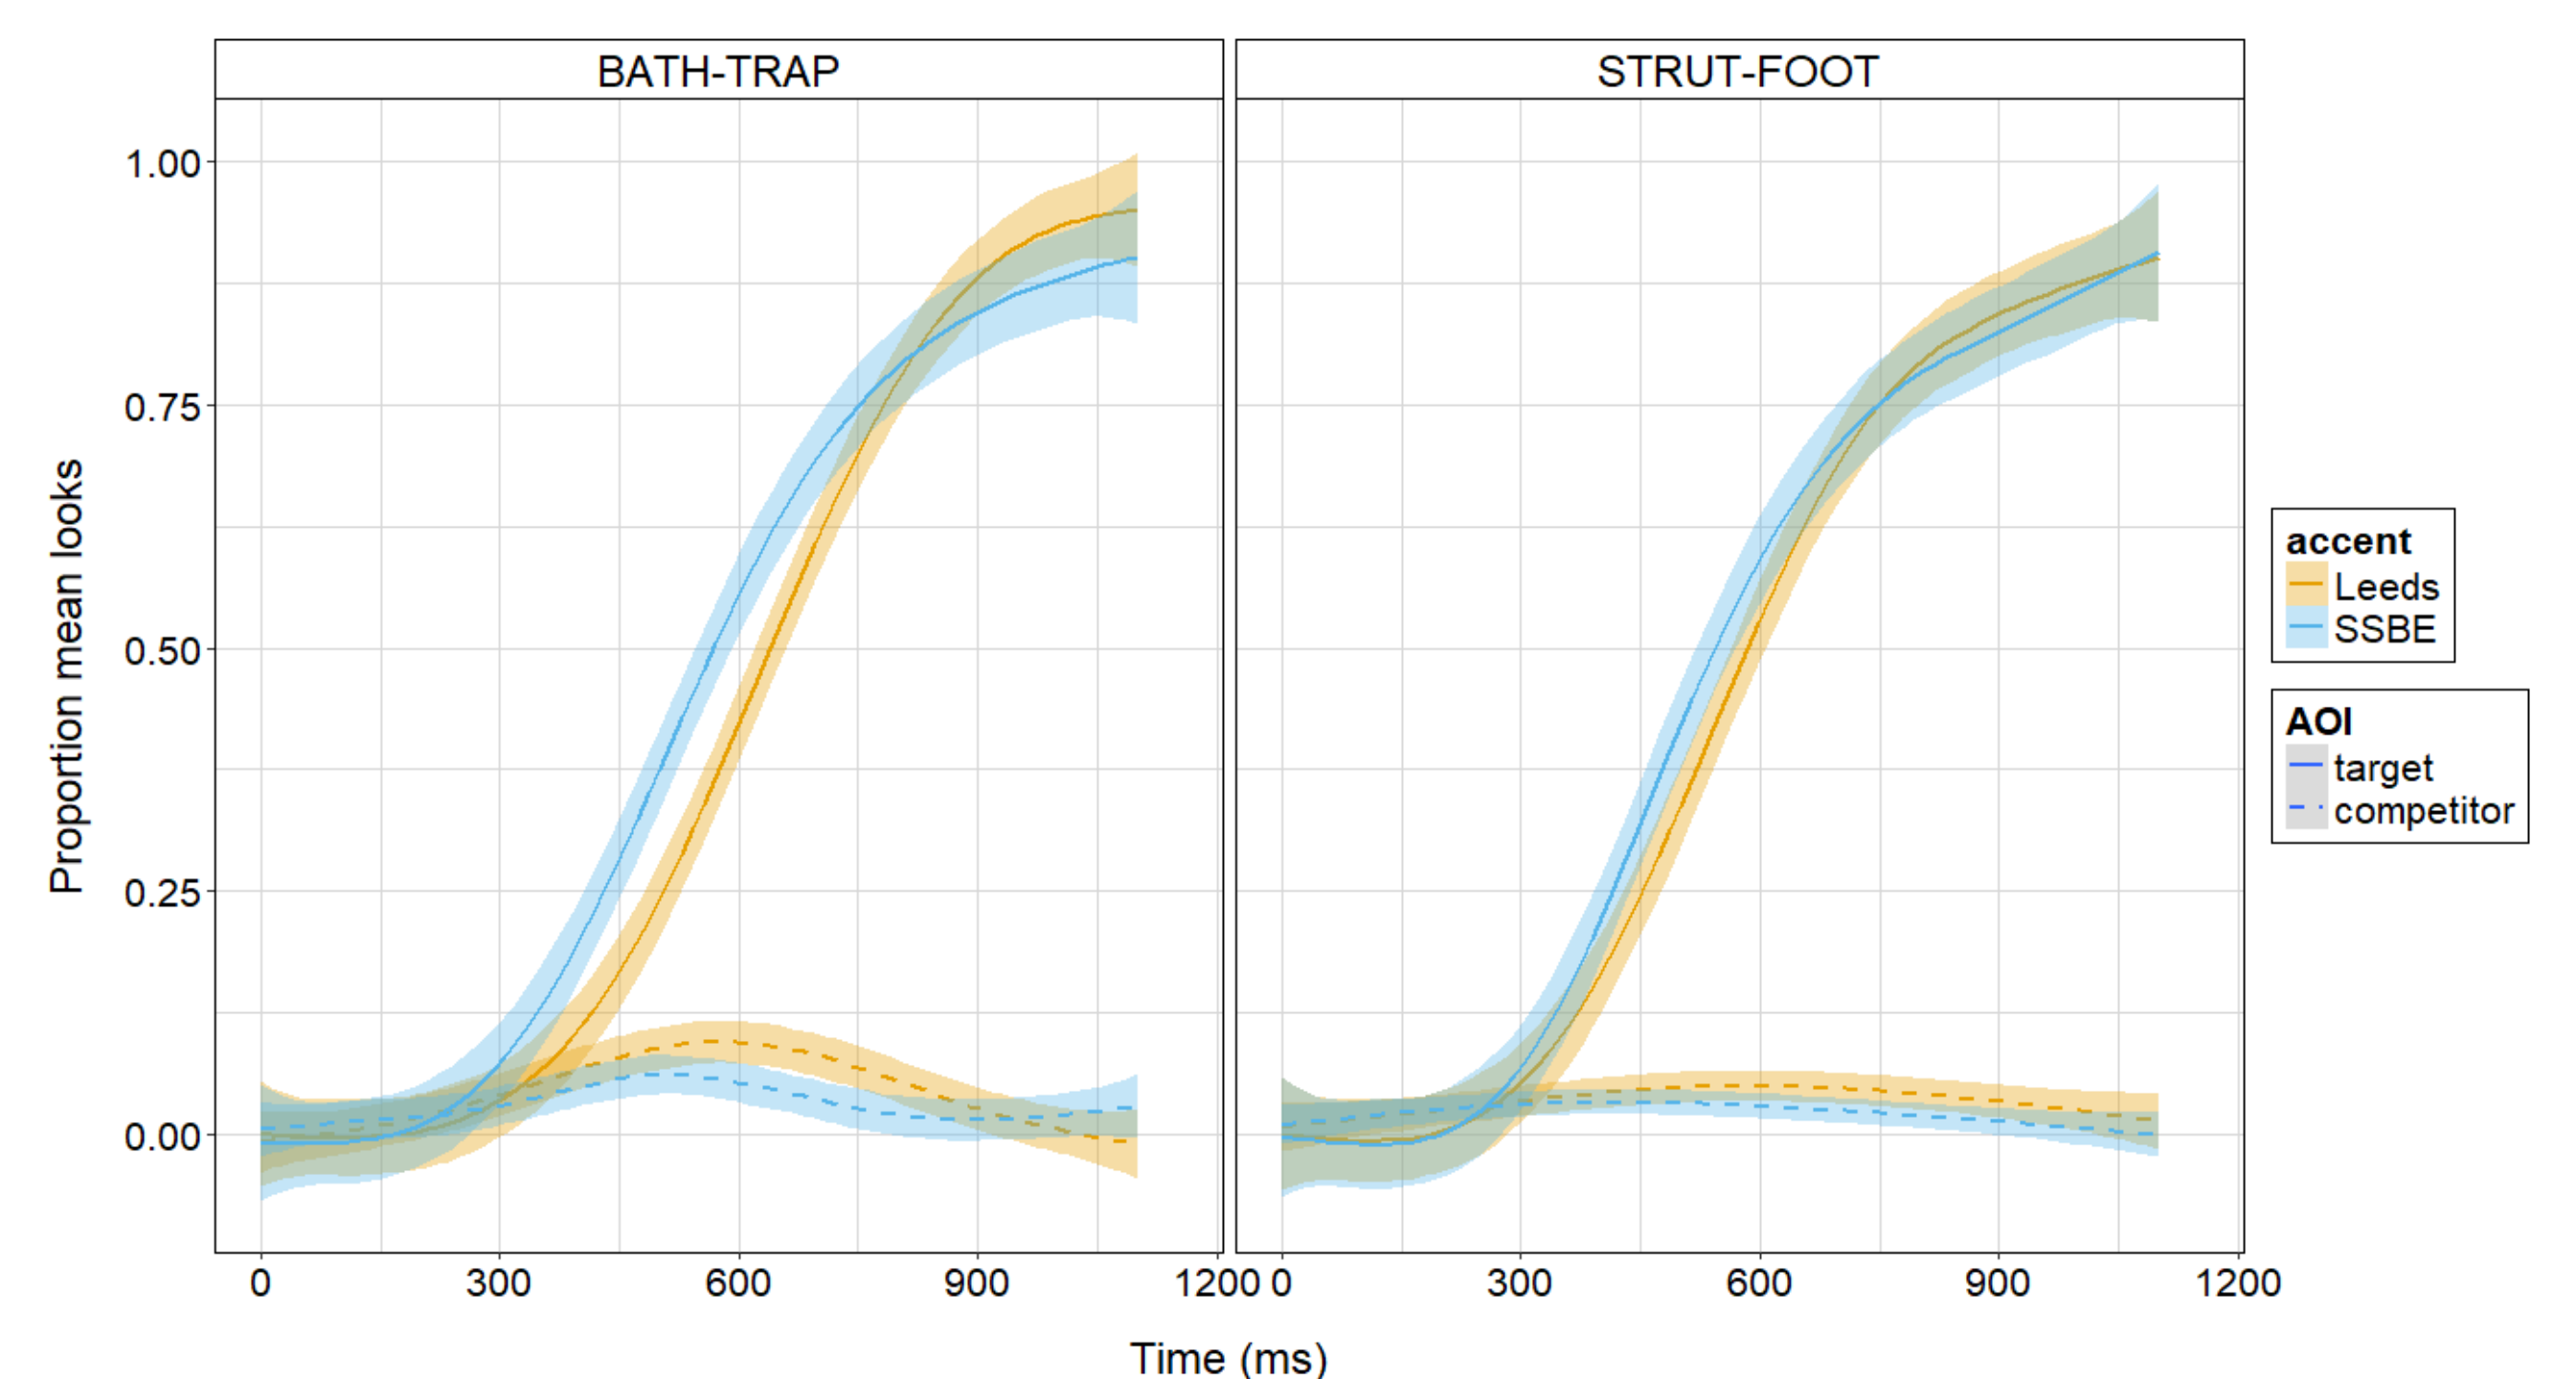 BATH-TRAP
STRUT-FOOT
Proportion mean looks
1.00
0.75
0.50
0.25
0.00
0 300 600 900 1200
0 300 600 900 1200
Time (ms)
accent
Leeds
SSBE
AOI
target
competitor